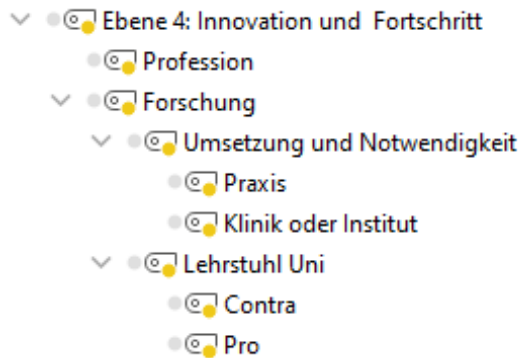 Ebene 4: Innovation und  Fortschritt
Profession
Forschung
Umsetzung und Notwendigkeit
Praxis
Klinik oder Institut
Lehrstuhl Uni
Contra
Pro